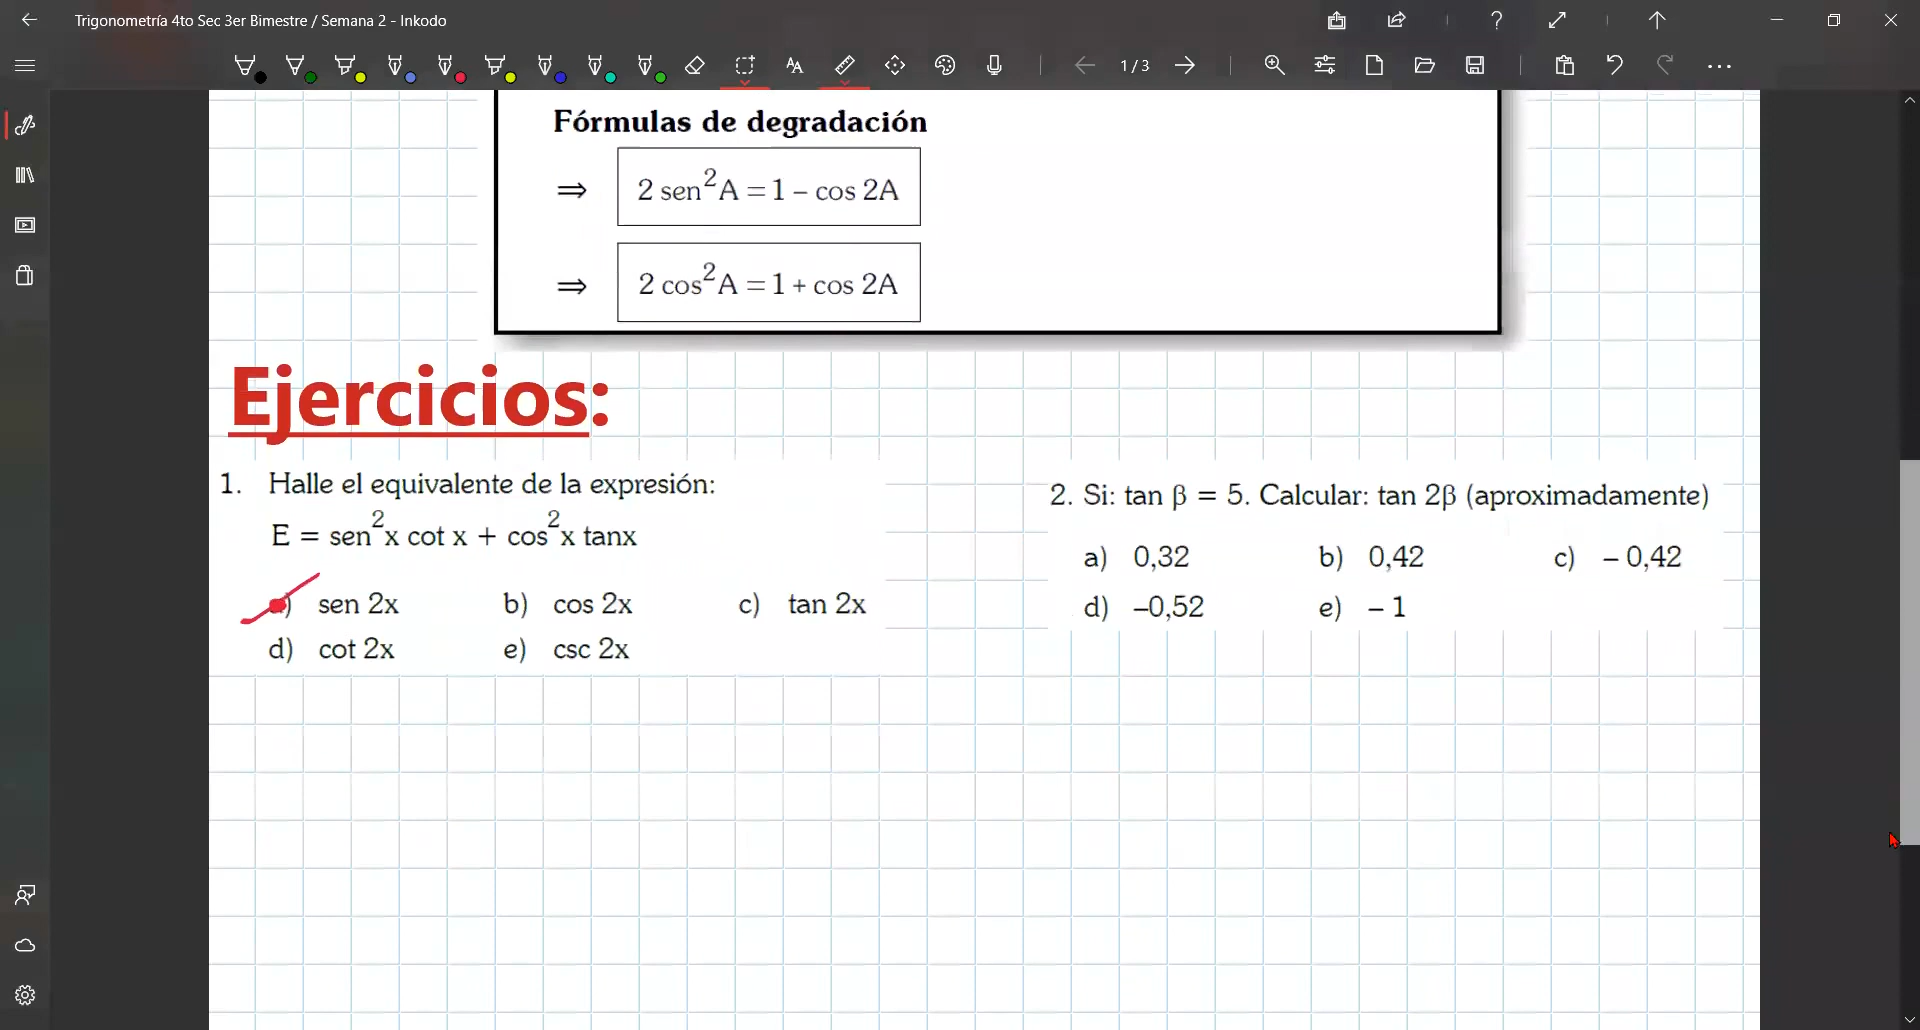 Trigonometría 4to Sec 3er Bimestre / Semana 2 - Inkodo
1 / 3
Fórmulas de degradación
⇒ 2 sen²A = 1 – cos 2A
⇒ 2 cos²A = 1 + cos 2A
Ejercicios:
1. Halle el equivalente de la expresión:
E = sen²x cot x + cos²x tanx
a) sen 2x b) cos 2x c) tan 2x
d) cot 2x e) csc 2x
2. Si: tan β = 5. Calcular: tan 2β (aproximadamente)
a) 0,32 b) 0,42 c) – 0,42
d) –0,52 e) – 1